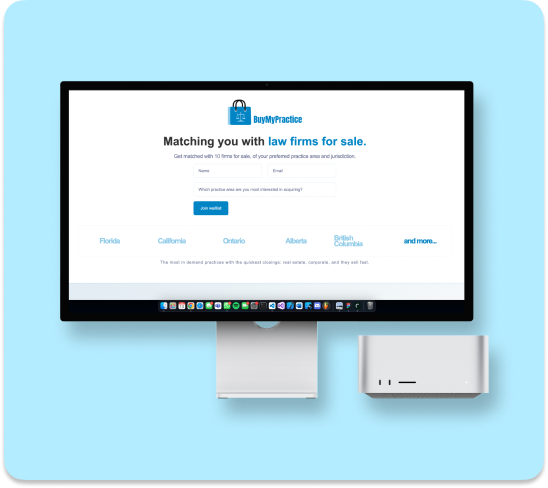 BuyMyPractice
Matching you with law firms for sale.
Get matched with 10 firms for sale, of your preferred practice area and jurisdiction.
Name Email
Which practice area are you most interested in acquiring?
Join waitlist
Florida California Ontario Alberta British Columbia and more...
The most in demand practices with the quickest closings: real estate, corporate, and they sell fast.